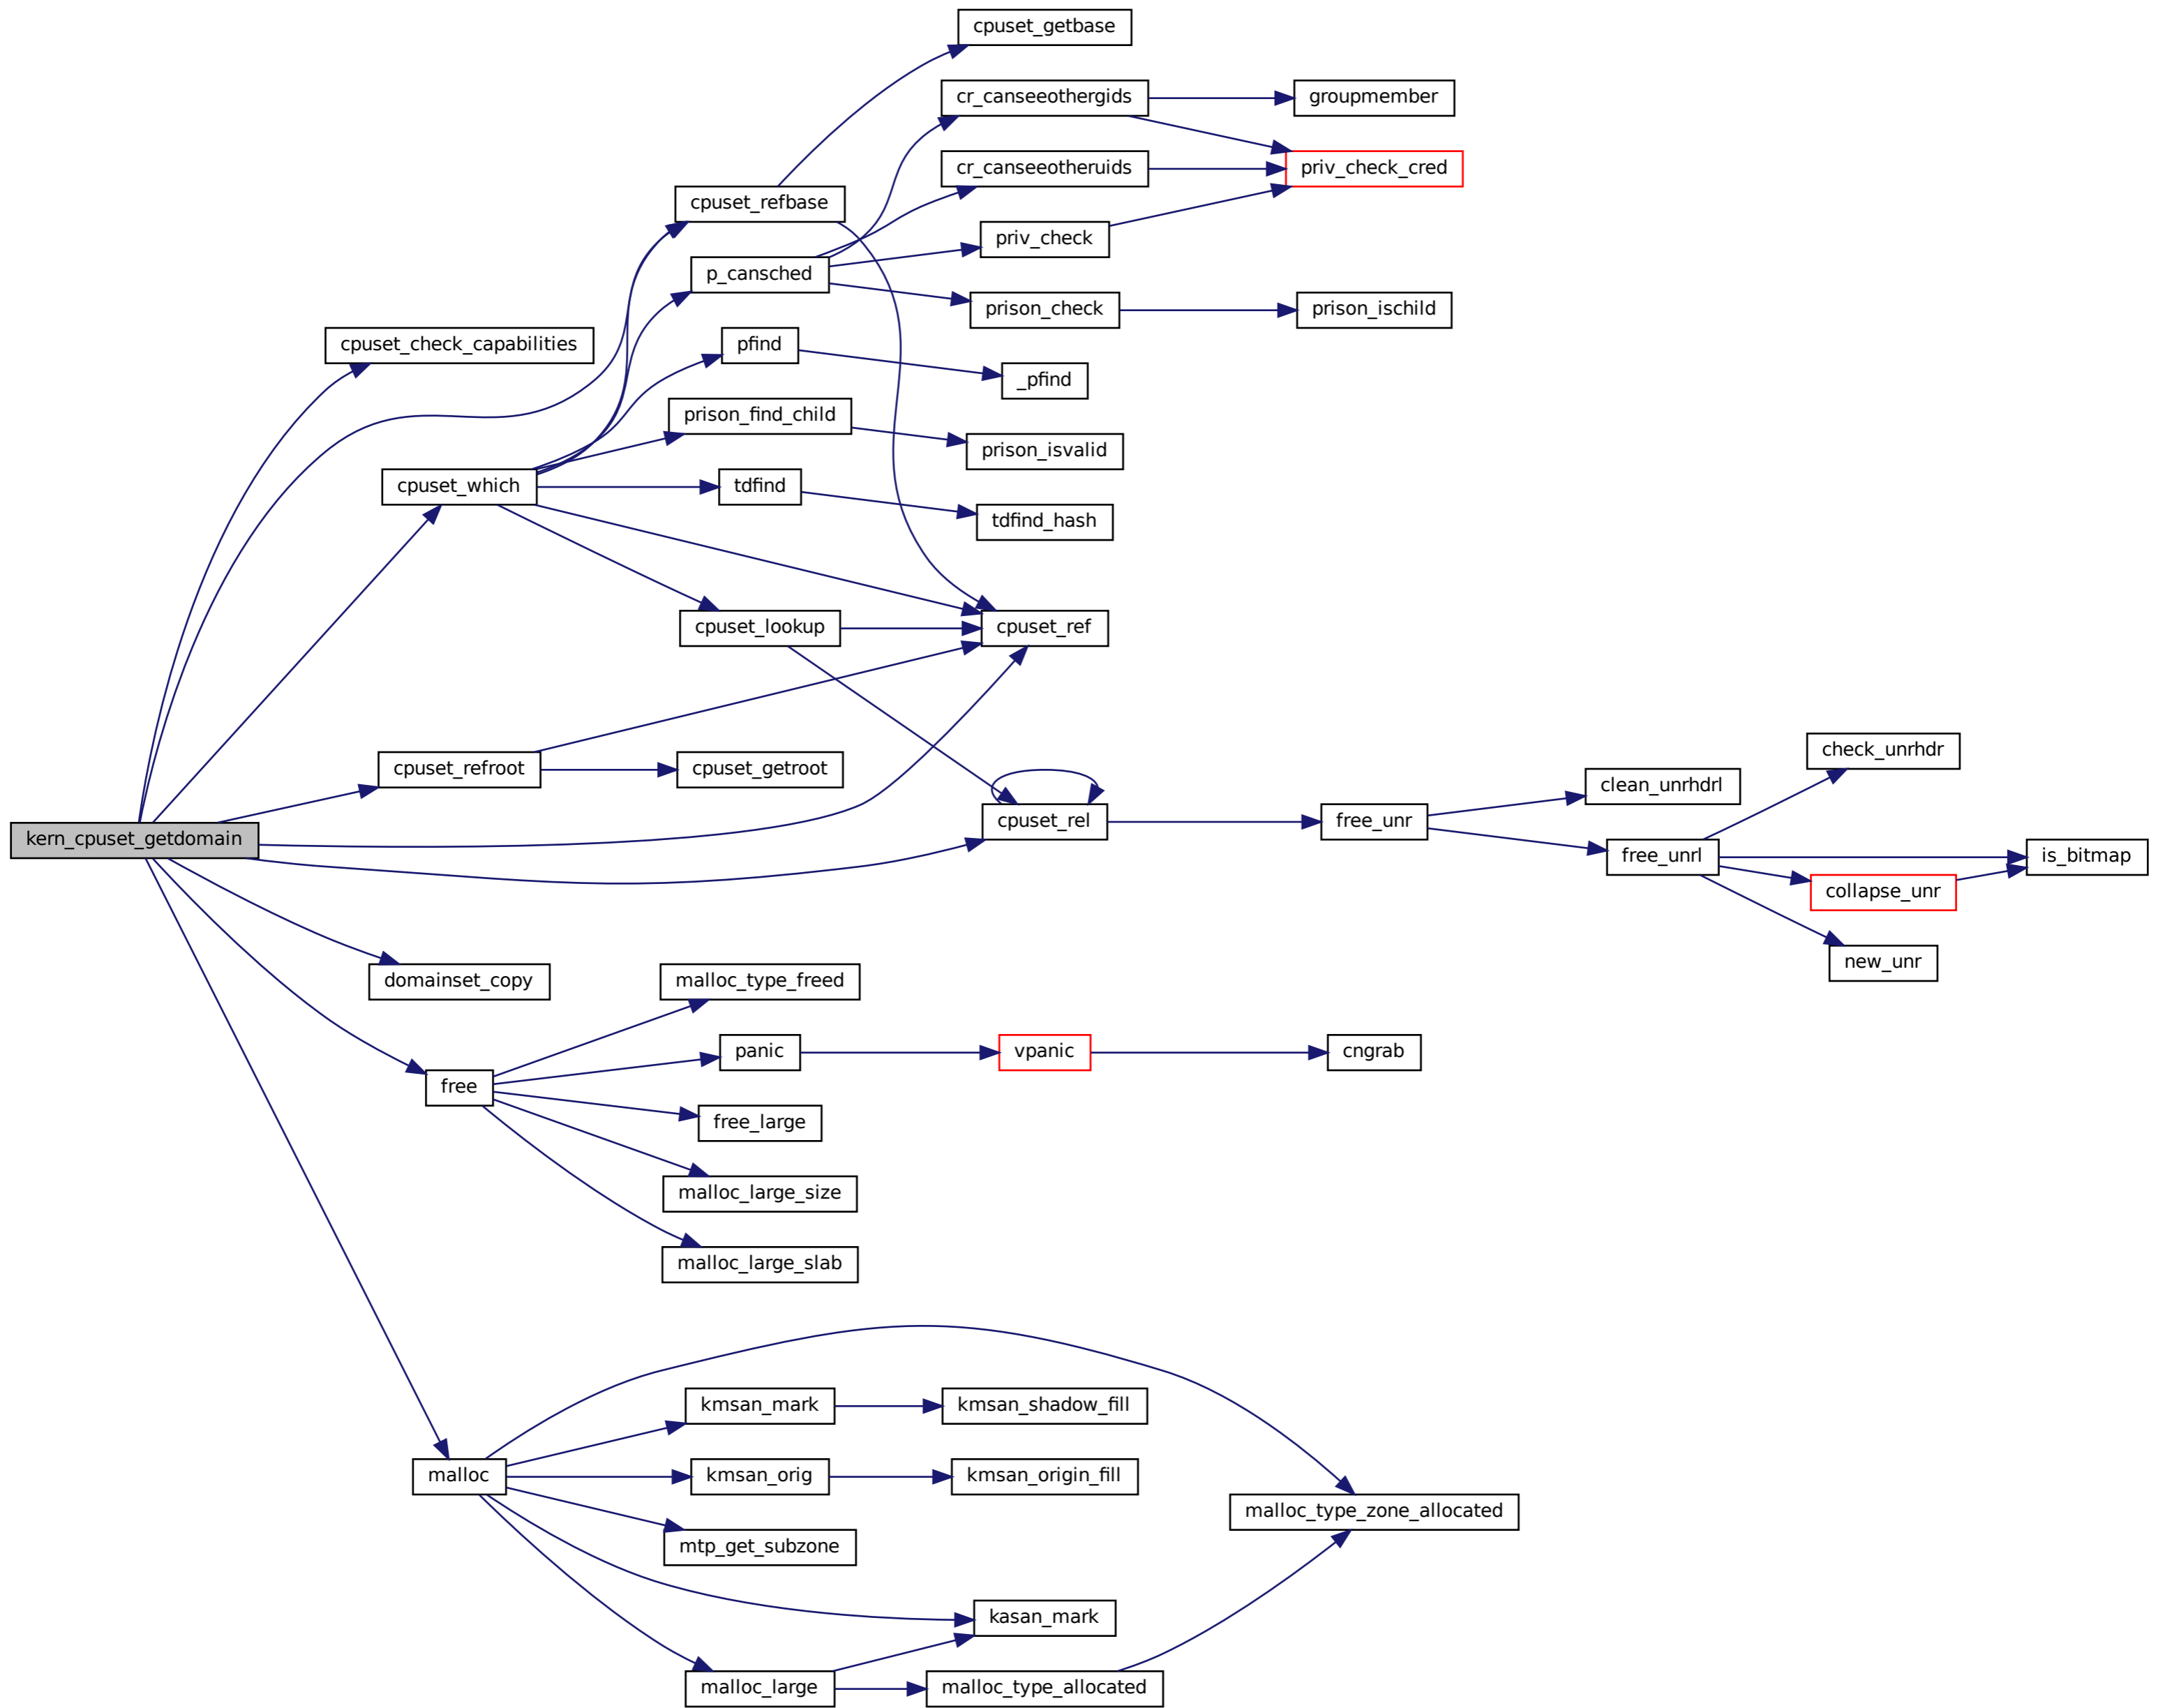 cpuset_getbase
cr_canseeothergids
groupmember
cr_canseeotheruids
priv_check_cred
cpuset_refbase
priv_check
p_cansched
prison_check
prison_ischild
cpuset_check_capabilities
pfind
_pfind
prison_find_child
prison_isvalid
cpuset_which
tdfind
tdfind_hash
cpuset_lookup
cpuset_ref
cpuset_refroot
cpuset_getroot
check_unrhdr
clean_unrhdrl
kern_cpuset_getdomain
cpuset_rel
free_unr
free_unrl
is_bitmap
collapse_unr
new_unr
domainset_copy
malloc_type_freed
panic
vpanic
cngrab
free
free_large
malloc_large_size
malloc_large_slab
kmsan_mark
kmsan_shadow_fill
malloc
kmsan_orig
kmsan_origin_fill
malloc_type_zone_allocated
mtp_get_subzone
kasan_mark
malloc_large
malloc_type_allocated